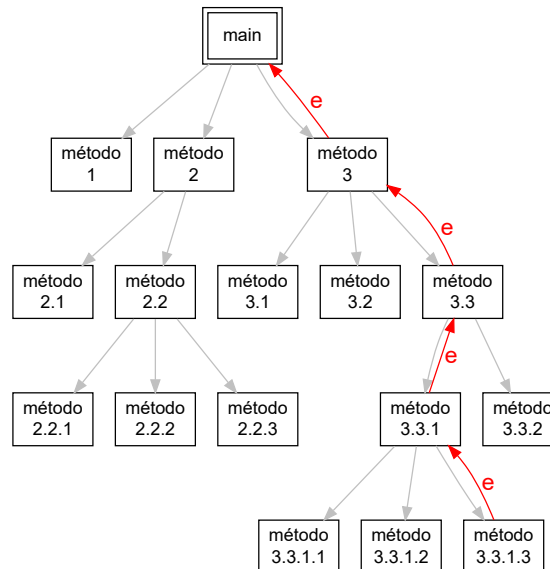 main
e
método
1
método
2
método
3
e
método
2.1
método
2.2
método
3.1
método
3.2
método
3.3
e
método
2.2.1
método
2.2.2
método
2.2.3
método
3.3.1
método
3.3.2
e
método
3.3.1.1
método
3.3.1.2
método
3.3.1.3